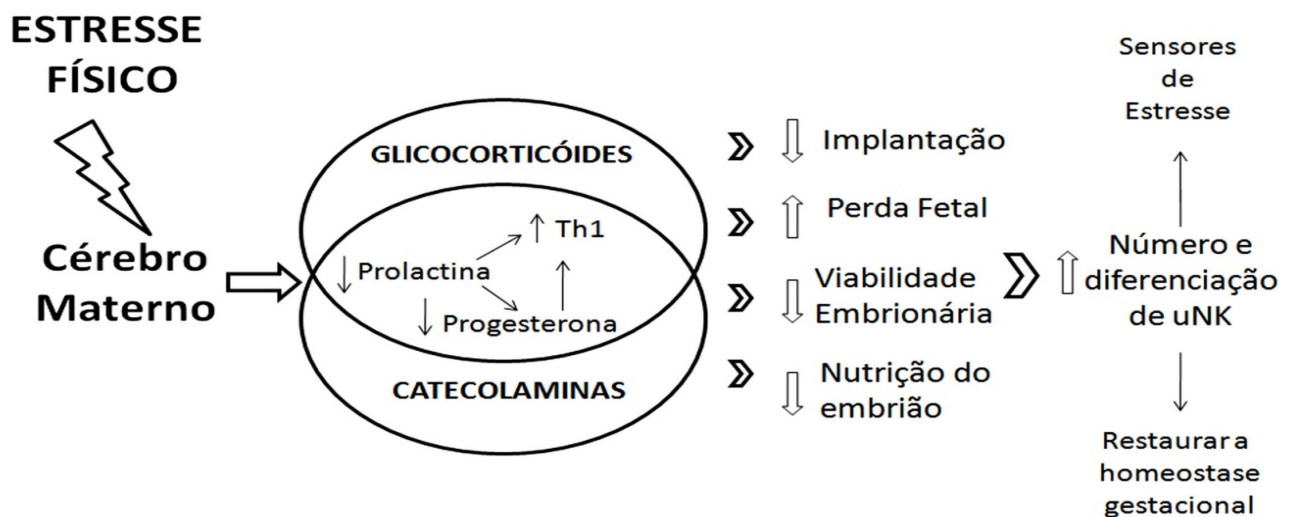 ESTRESSE
FÍSICO
Cérebro
Materno
GLICOCORTICÓIDES
Th1
Prolactina
Progesterona
CATECOLAMINAS
Implantação
Perda Fetal
Viabilidade
Embrionária
Nutrição do
embrião
Sensores
de
Estresse
Número e
diferenciação
de uNK
Restaurar a
homeostase
gestacional